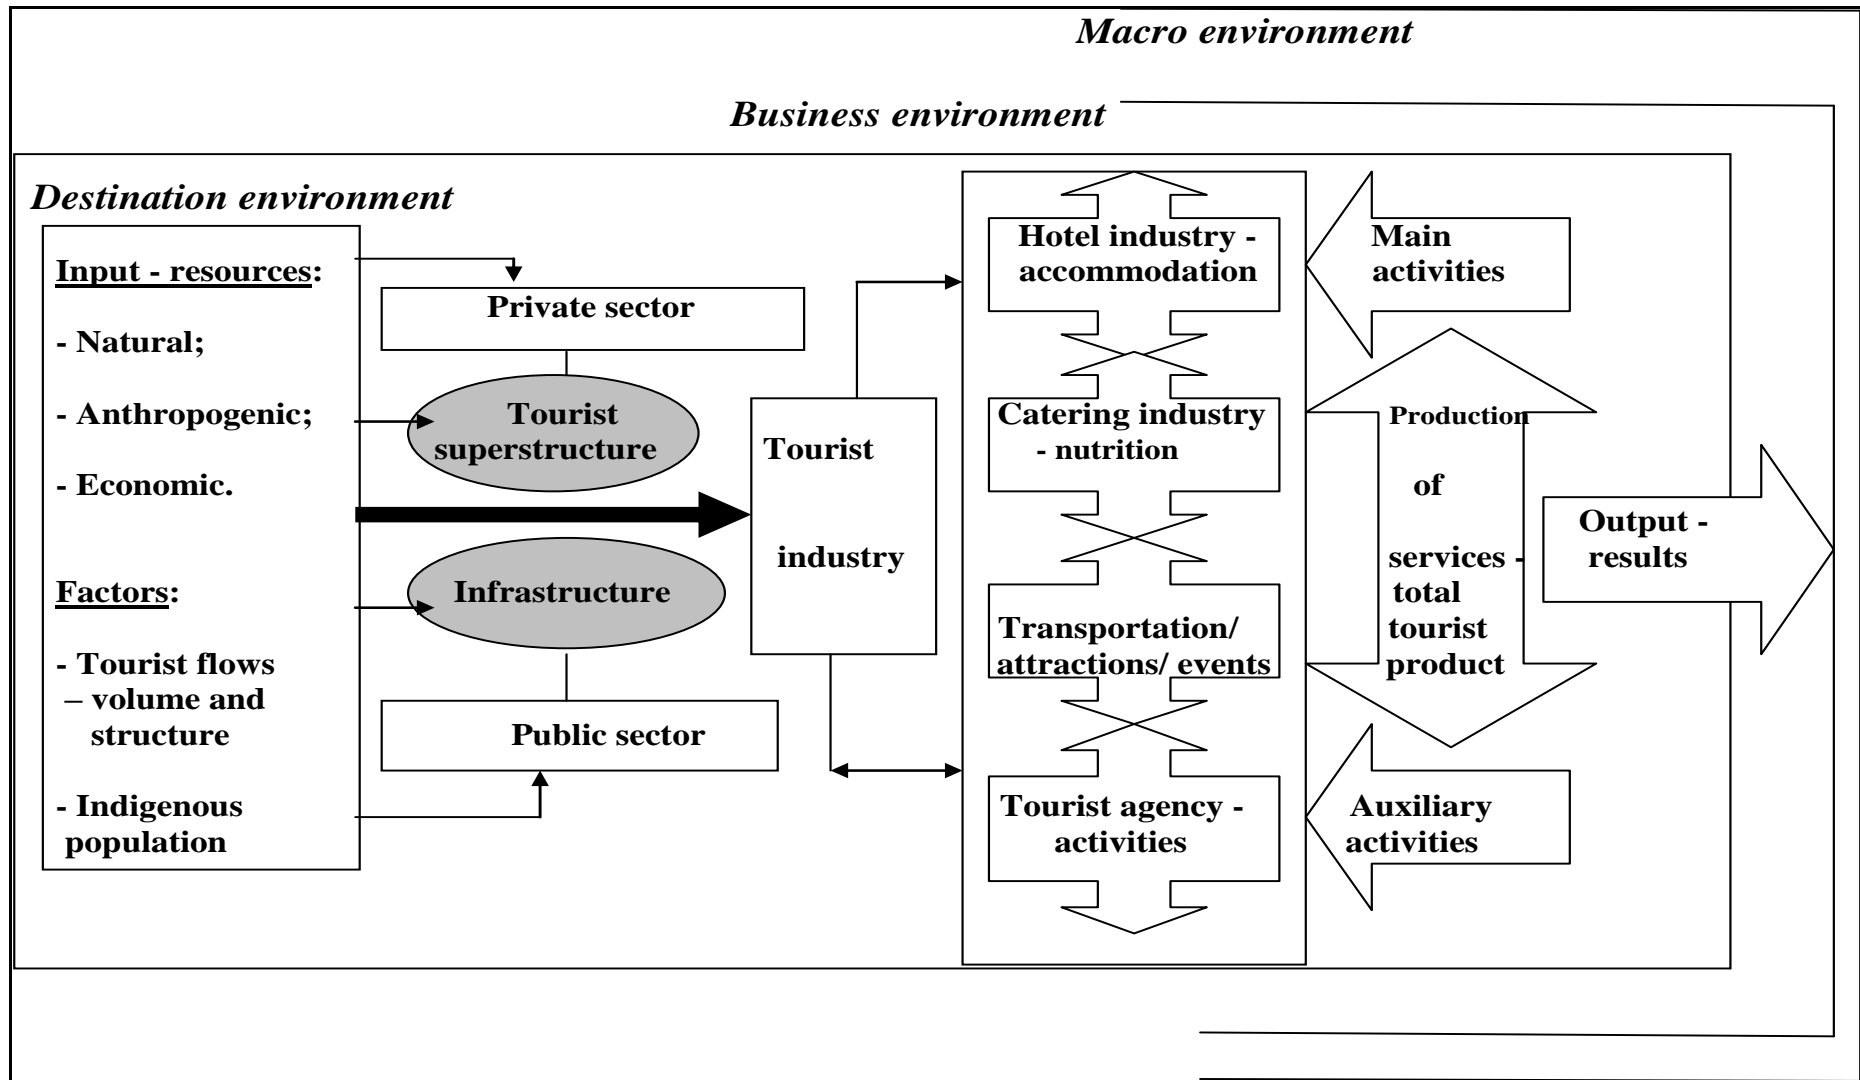 Macro environment
Business environment
Destination environment
Input - resources:
- Natural;
- Anthropogenic;
- Economic.
Factors:
- Tourist flows
– volume and
structure
- Indigenous
population
Private sector
Tourist
superstructure
Infrastructure
Public sector
Tourist
industry
Hotel industry -
accommodation
Catering industry
- nutrition
Transportation/
attractions/ events
Tourist agency -
activities
Main
activities
Production
of
services -
total
tourist
product
Auxiliary
activities
Output -
results